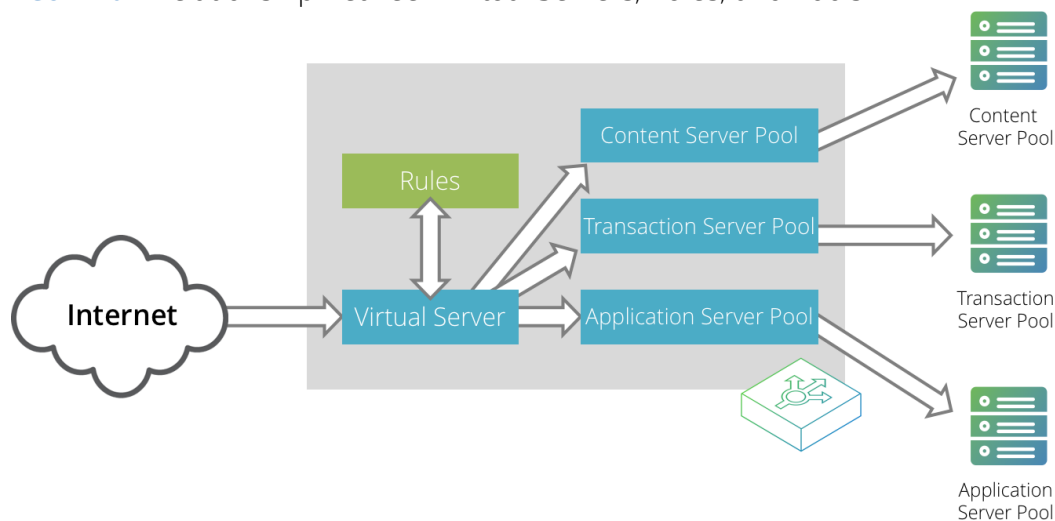 Content Server Pool
Content
Server Pool
Rules
Transaction Server Pool
Internet
Virtual Server
Application Server Pool
Transaction
Server Pool
Application
Server Pool